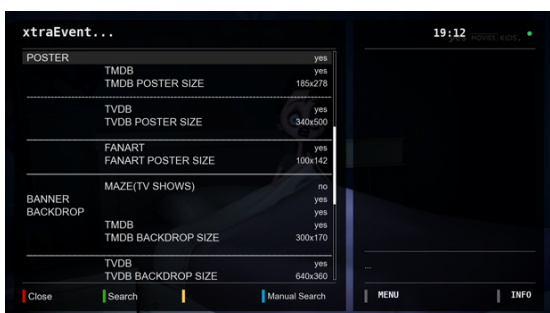 xtraEvent...
19:12
MOVIES KIDS.
POSTER yes
TMDB yes
TMDB POSTER SIZE 185x278
TVDB yes
TVDB POSTER SIZE 340x500
FANART yes
FANART POSTER SIZE 100x142
MAZE(TV SHOWS) no
BANNER yes
BACKDROP yes
TMDB yes
TMDB BACKDROP SIZE 300x170
TVDB yes
TVDB BACKDROP SIZE 640x360
...
Close Search Manual Search MENU INFO